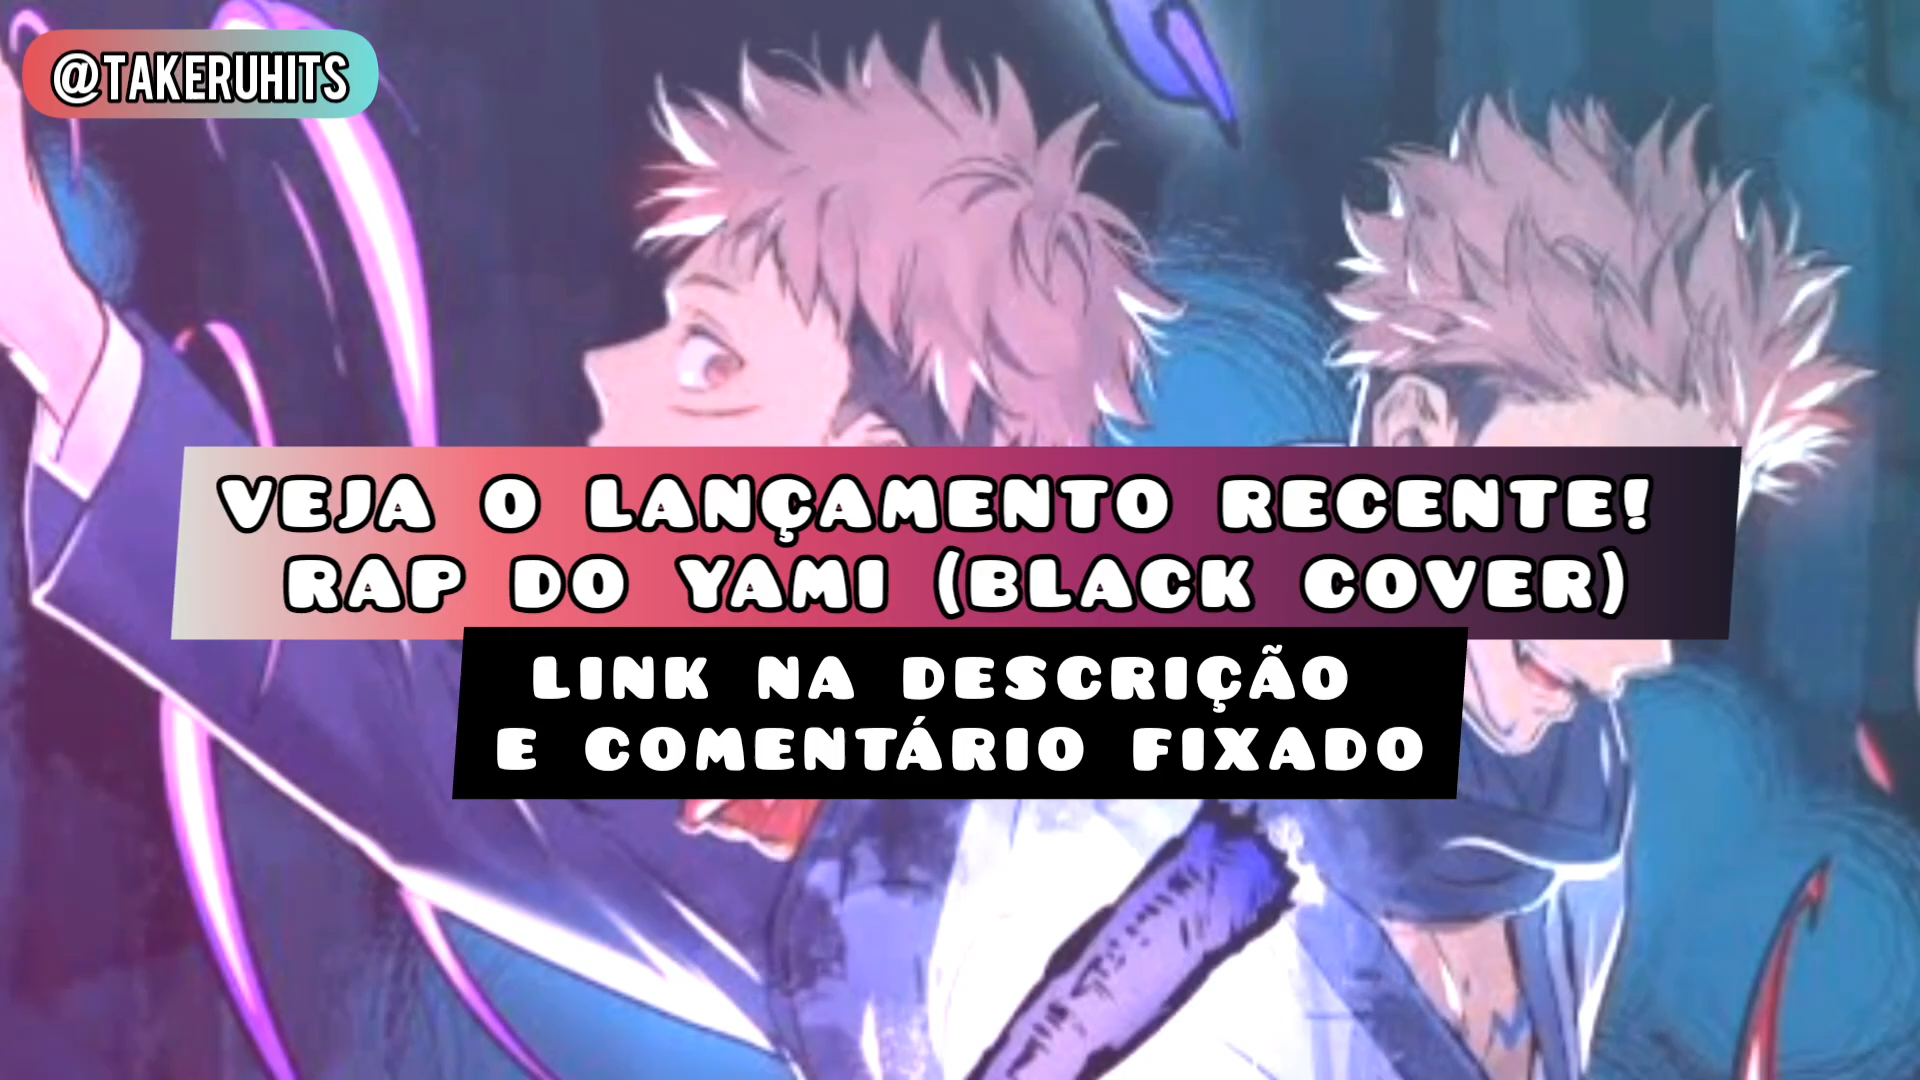 @TAKERUHITS
VEJA O LANÇAMENTO RECENTE!
RAP DO YAMI (BLACK COVER)
LINK NA DESCRIÇÃO
E COMENTÁRIO FIXADO